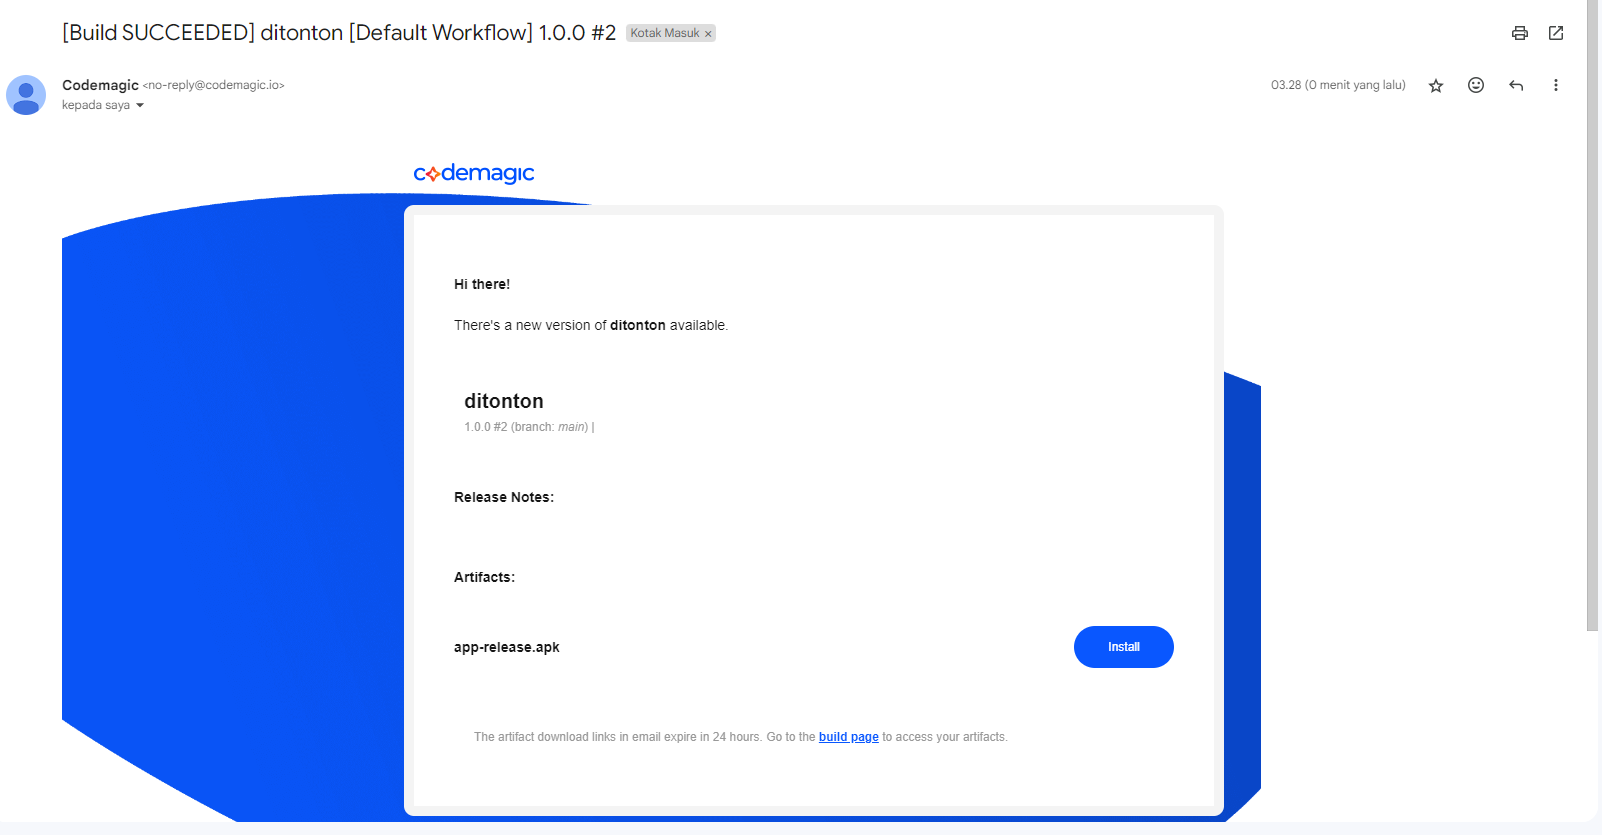 [Build SUCCEEDED] ditonton [Default Workflow] 1.0.0 #2 Kotak Masuk ×
Codemagic <no-reply@codemagic.io> 03.28 (0 menit yang lalu)
kepada saya
codemagic
Hi there!
There's a new version of ditonton available.
ditonton
1.0.0 #2 (branch: main) |
Release Notes:
Artifacts:
app-release.apk Install
The artifact download links in email expire in 24 hours. Go to the build page to access your artifacts.